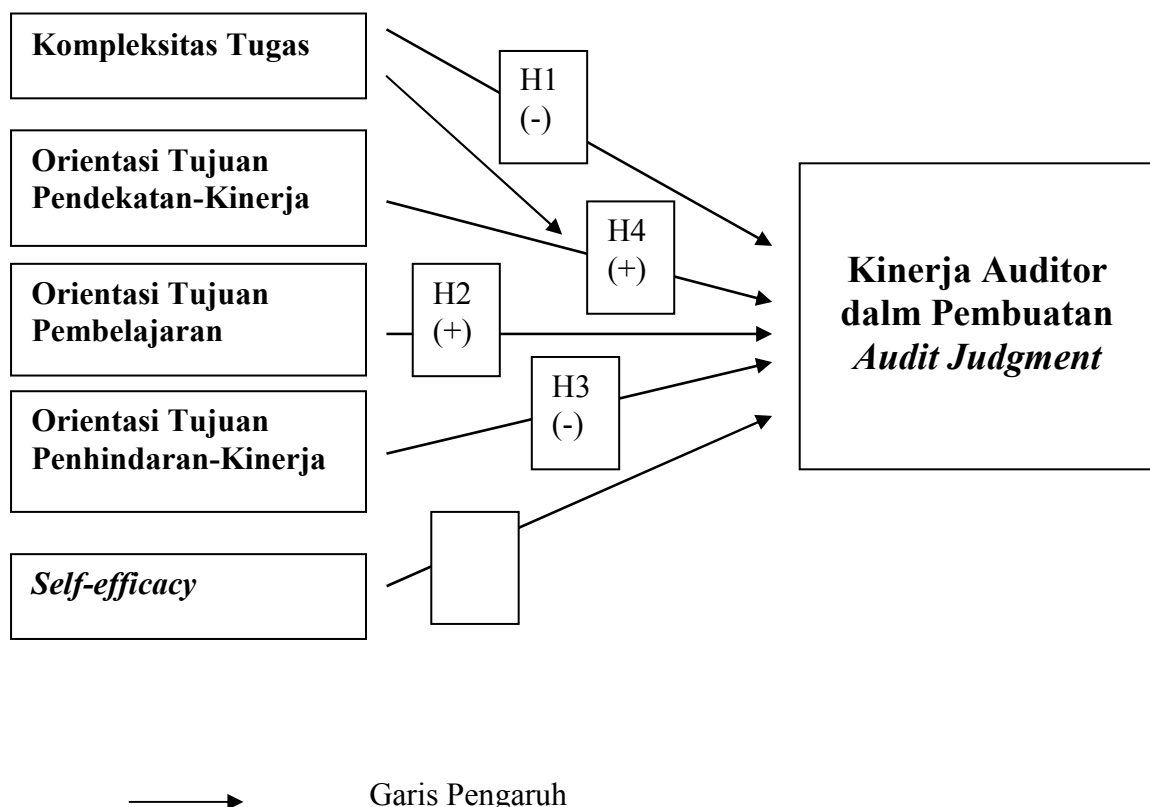 Kompleksitas Tugas
H1
(-)
Orientasi Tujuan
Pendekatan-Kinerja
H4
(+)
Orientasi Tujuan
Pembelajaran
H2
(+)
Kinerja Auditor
dalm Pembuatan
Audit Judgment
H3
(-)
Orientasi Tujuan
Penhindaran-Kinerja
Self-efficacy
Garis Pengaruh